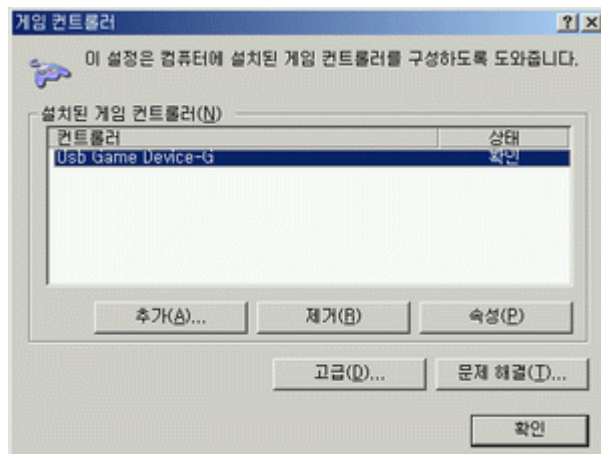 게임 컨트롤러
이 설정은 컴퓨터에 설치된 게임 컨트롤러를 구성하도록 도와줍니다.
설치된 게임 컨트롤러(N)
컨트롤러 상태
Usb Game Device-G 확인
추가(A)... 제거(R) 속성(P)
고급(D)... 문제 해결(T)...
확인